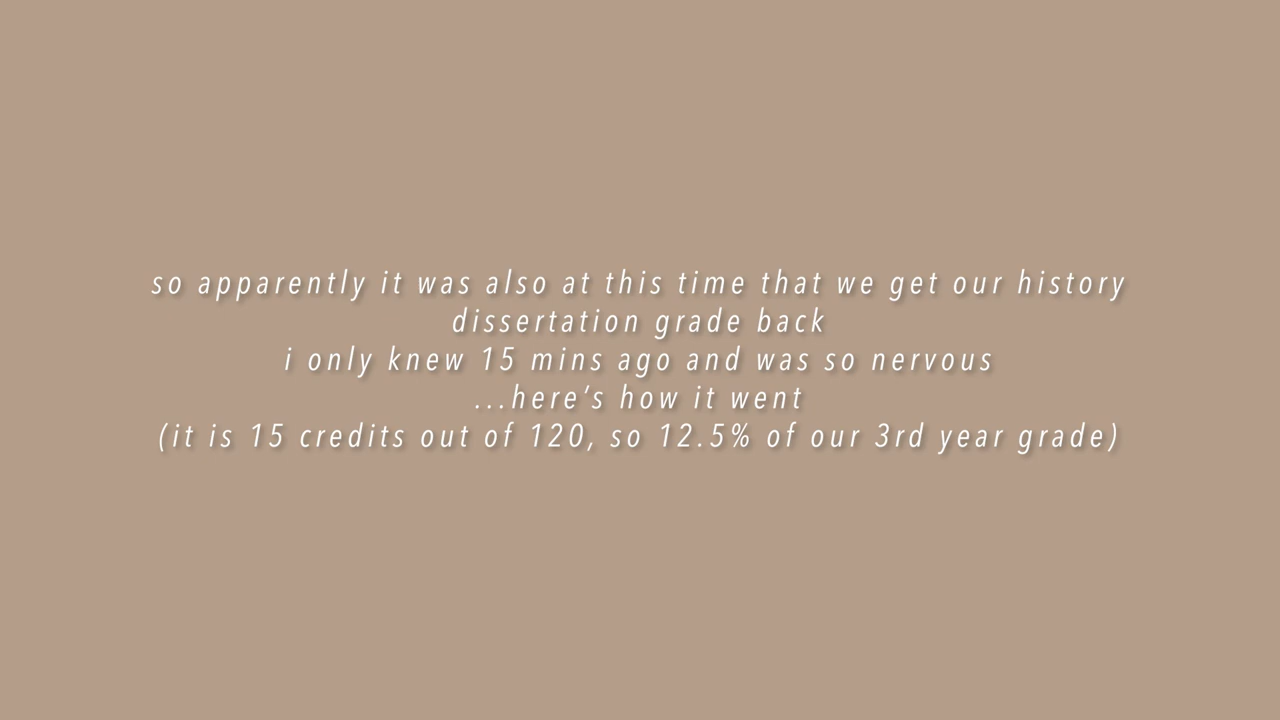 so apparently it was also at this time that we get our history
dissertation grade back
i only knew 15 mins ago and was so nervous
...here’s how it went
(it is 15 credits out of 120, so 12.5% of our 3rd year grade)